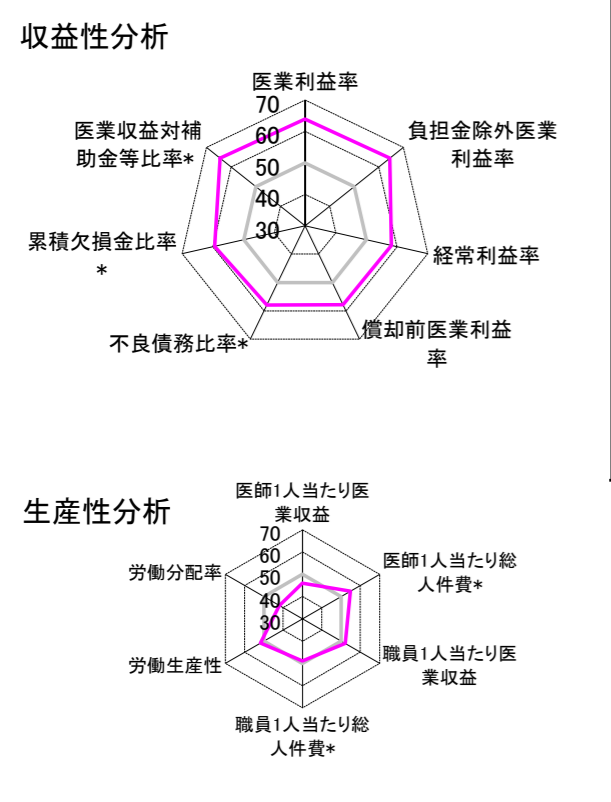 収益性分析
医業利益率
70
60
50
40
30
負担金除外医業
利益率
経常利益率
償却前医業利益
率
不良債務比率*
累積欠損金比率
*
医業収益対補
助金等比率*
生産性分析
医師1人当たり医
業収益
70
60
50
40
30
医師1人当たり総
人件費*
職員1人当たり医
業収益
職員1人当たり総
人件費*
労働生産性
労働分配率